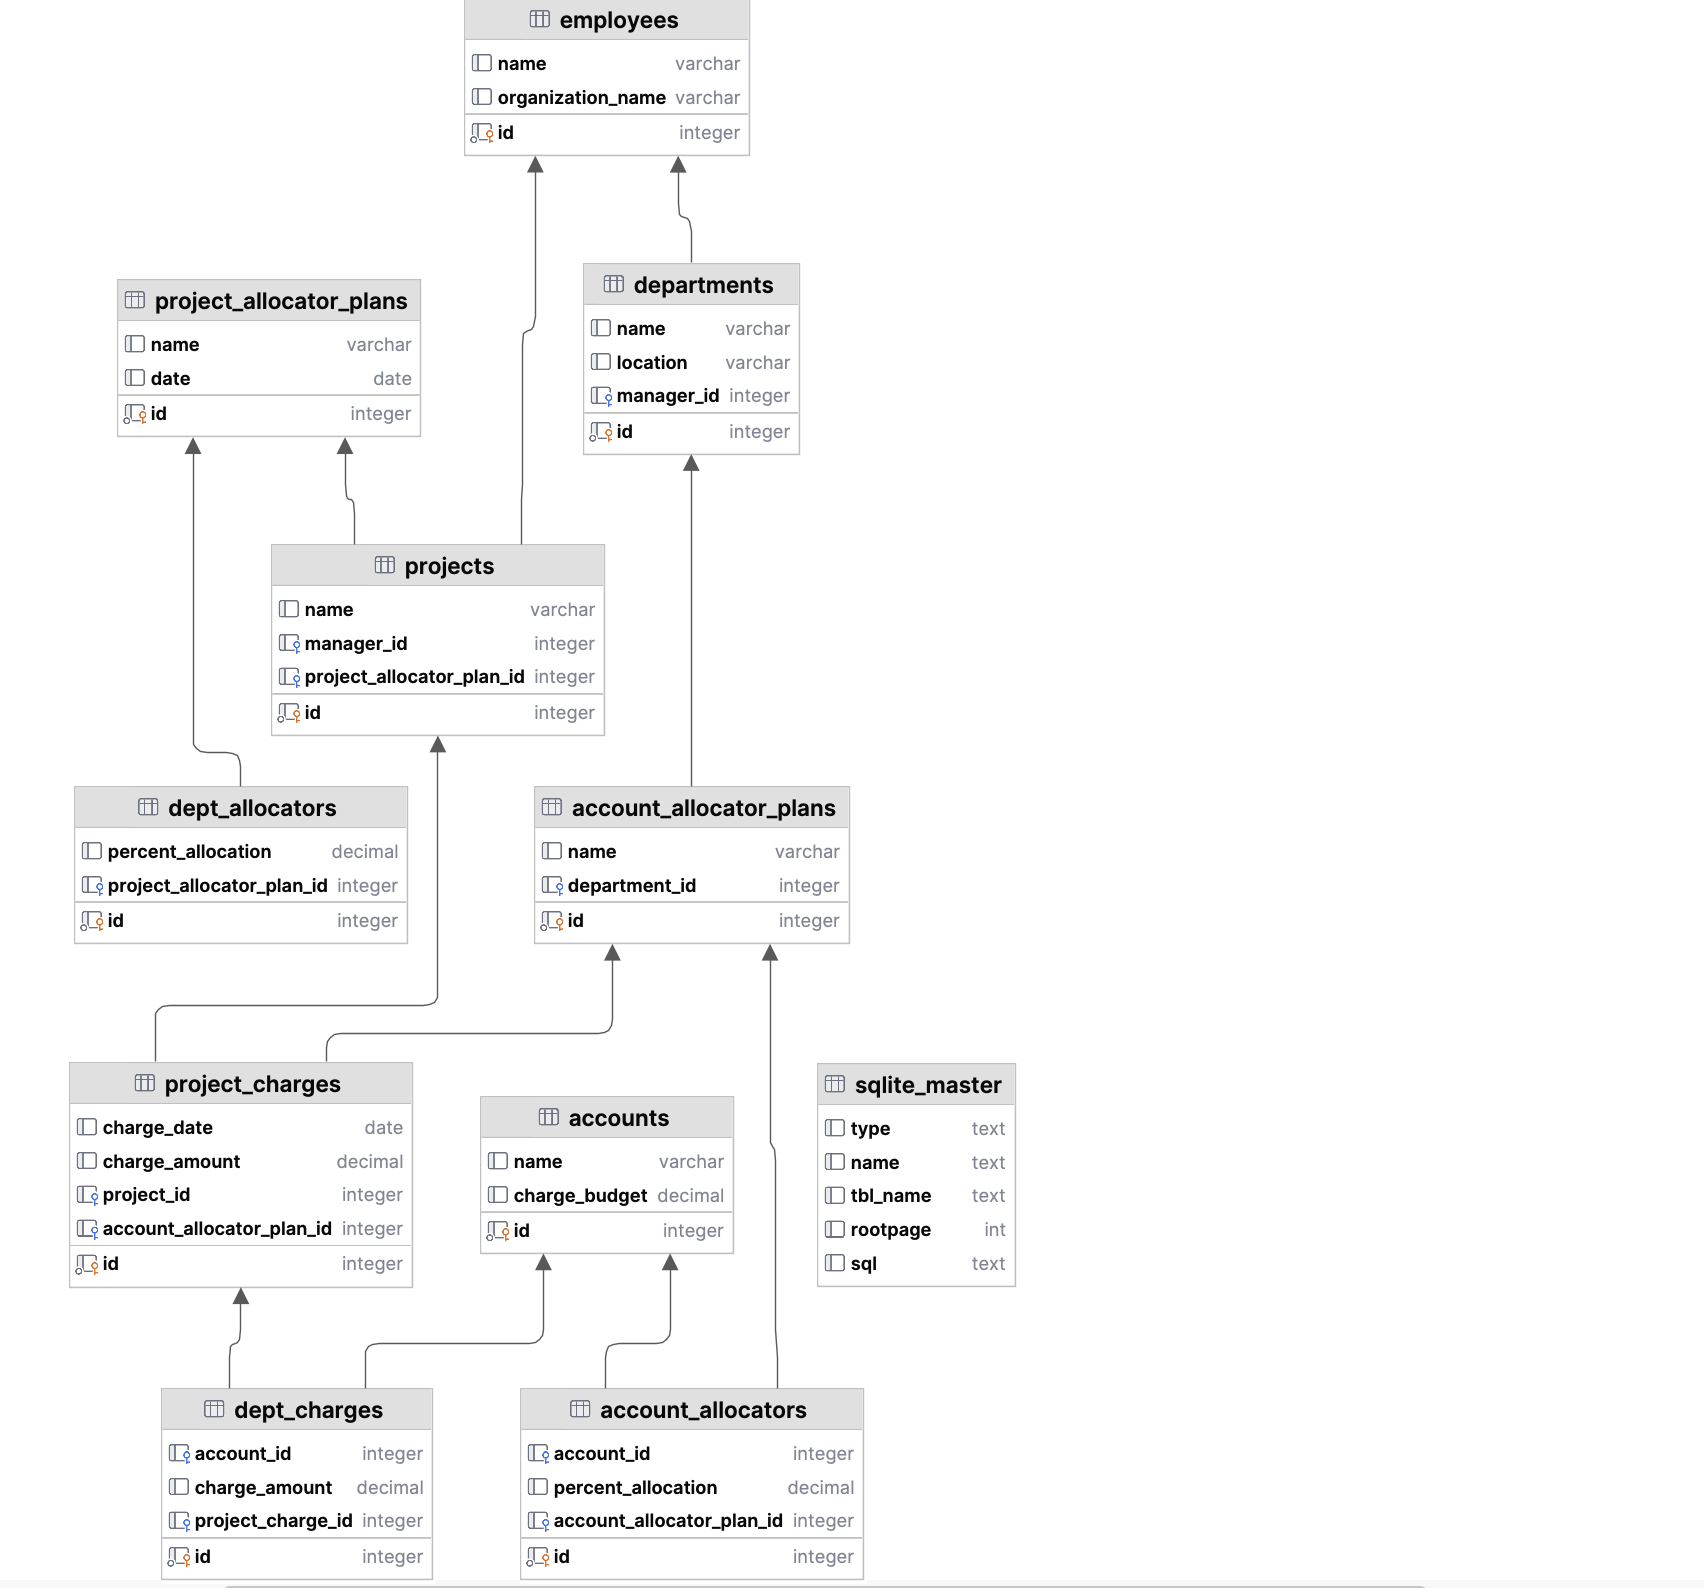 employees
name varchar
organization_name varchar
id integer
departments
name varchar
location varchar
manager_id integer
id integer
project_allocator_plans
name varchar
date date
id integer
projects
name varchar
manager_id integer
project_allocator_plan_id integer
id integer
dept_allocators
percent_allocation decimal
project_allocator_plan_id integer
id integer
account_allocator_plans
name varchar
department_id integer
id integer
project_charges
charge_date date
charge_amount decimal
project_id integer
account_allocator_plan_id integer
id integer
accounts
name varchar
charge_budget decimal
id integer
sqlite_master
type text
name text
tbl_name text
rootpage int
sql text
dept_charges
account_id integer
charge_amount decimal
project_charge_id integer
id integer
account_allocators
account_id integer
percent_allocation decimal
account_allocator_plan_id integer
id integer